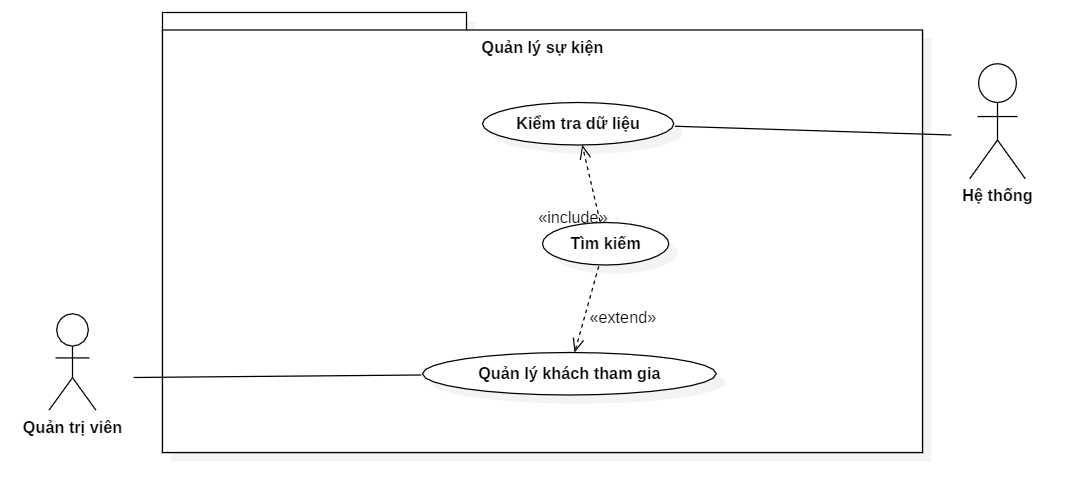 Quản lý sự kiện
Kiểm tra dữ liệu
Hệ thống
«include»
Tìm kiếm
«extend»
Quản lý khách tham gia
Quản trị viên